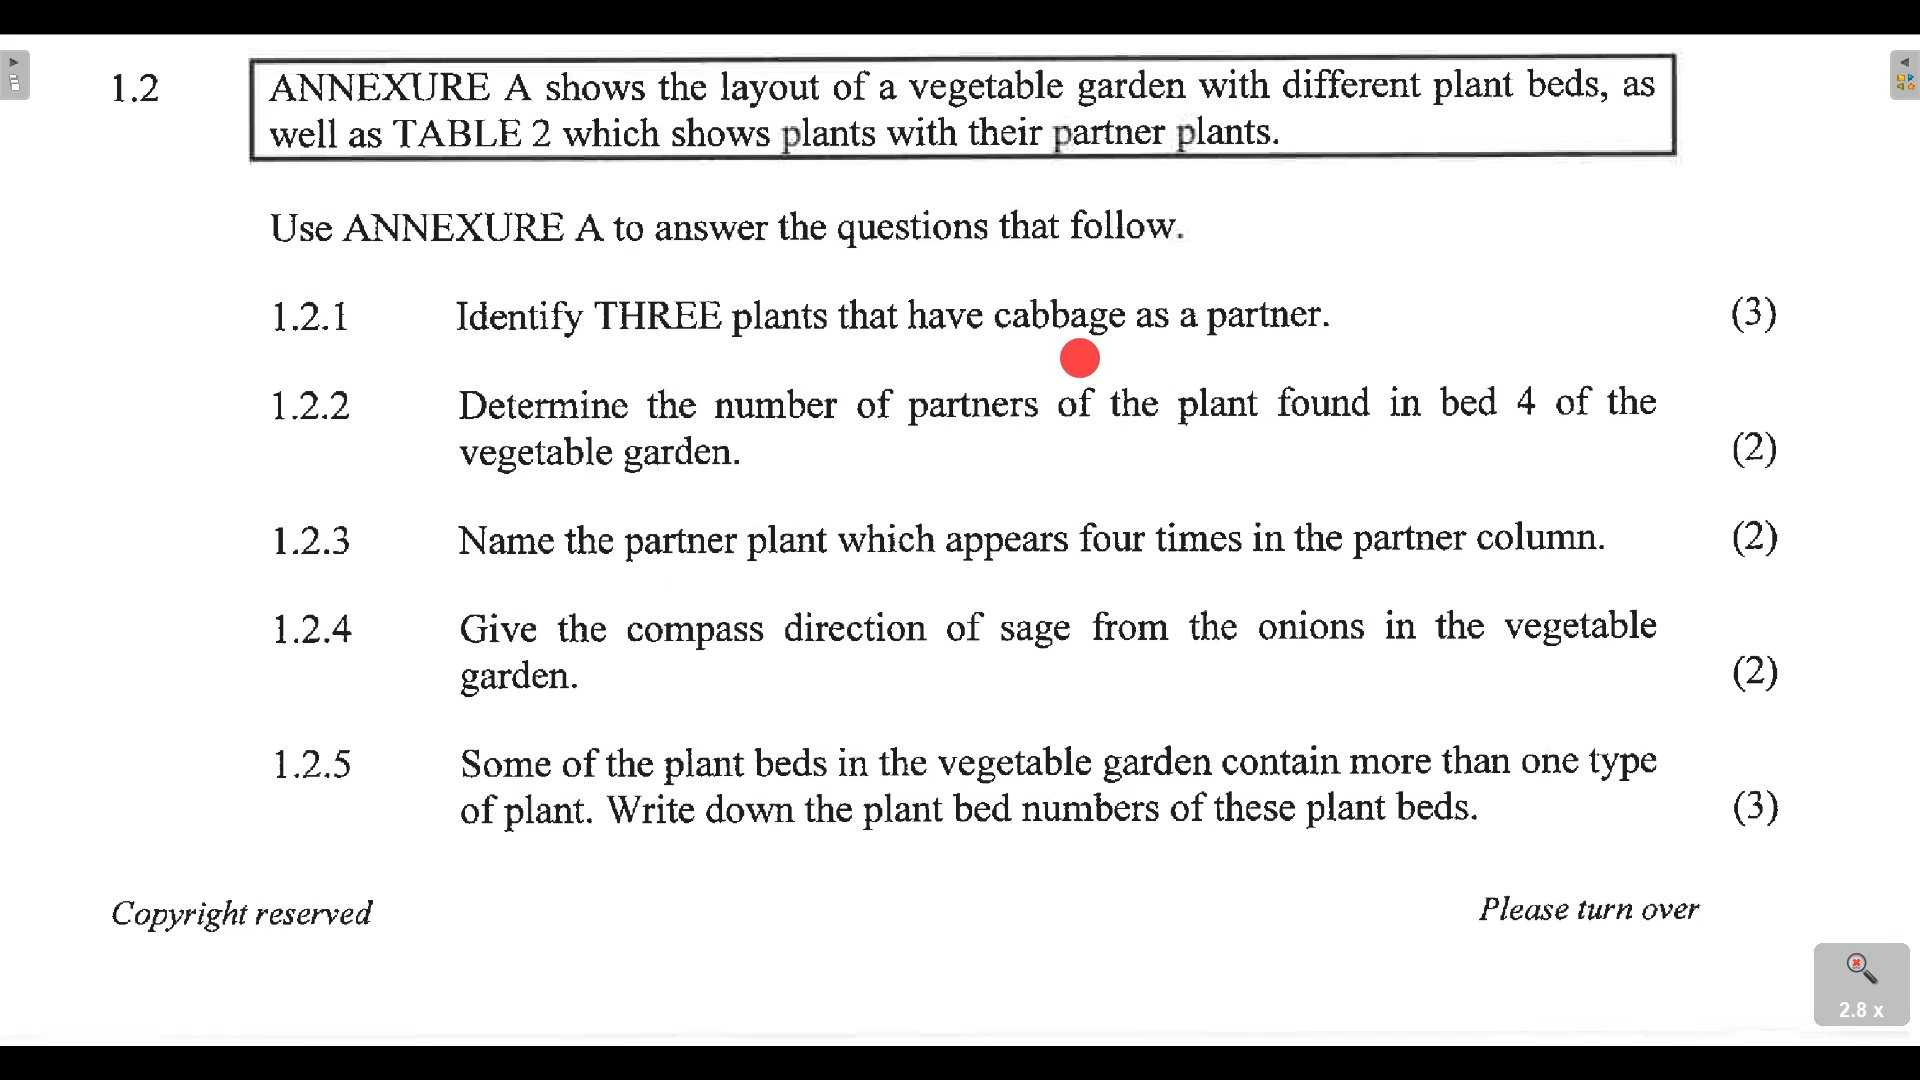 1.2 ANNEXURE A shows the layout of a vegetable garden with different plant beds, as
well as TABLE 2 which shows plants with their partner plants.
Use ANNEXURE A to answer the questions that follow.
1.2.1 Identify THREE plants that have cabbage as a partner. (3)
1.2.2 Determine the number of partners of the plant found in bed 4 of the
vegetable garden. (2)
1.2.3 Name the partner plant which appears four times in the partner column. (2)
1.2.4 Give the compass direction of sage from the onions in the vegetable
garden. (2)
1.2.5 Some of the plant beds in the vegetable garden contain more than one type
of plant. Write down the plant bed numbers of these plant beds. (3)
Copyright reserved Please turn over
2.8 x